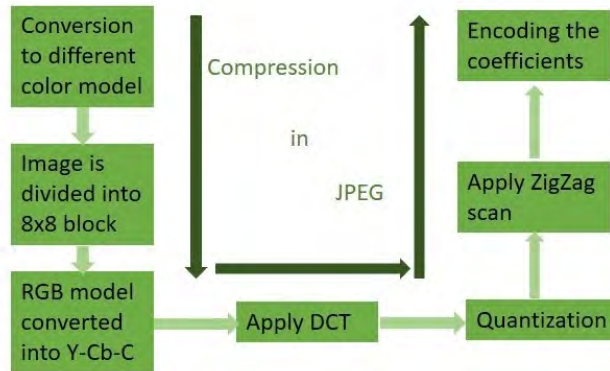 Conversion
to different
color model
Image is
divided into
8x8 block
RGB model
converted
into Y-Cb-C
Apply DCT
Quantization
Apply ZigZag
scan
Encoding the
coefficients
Compression
in
JPEG